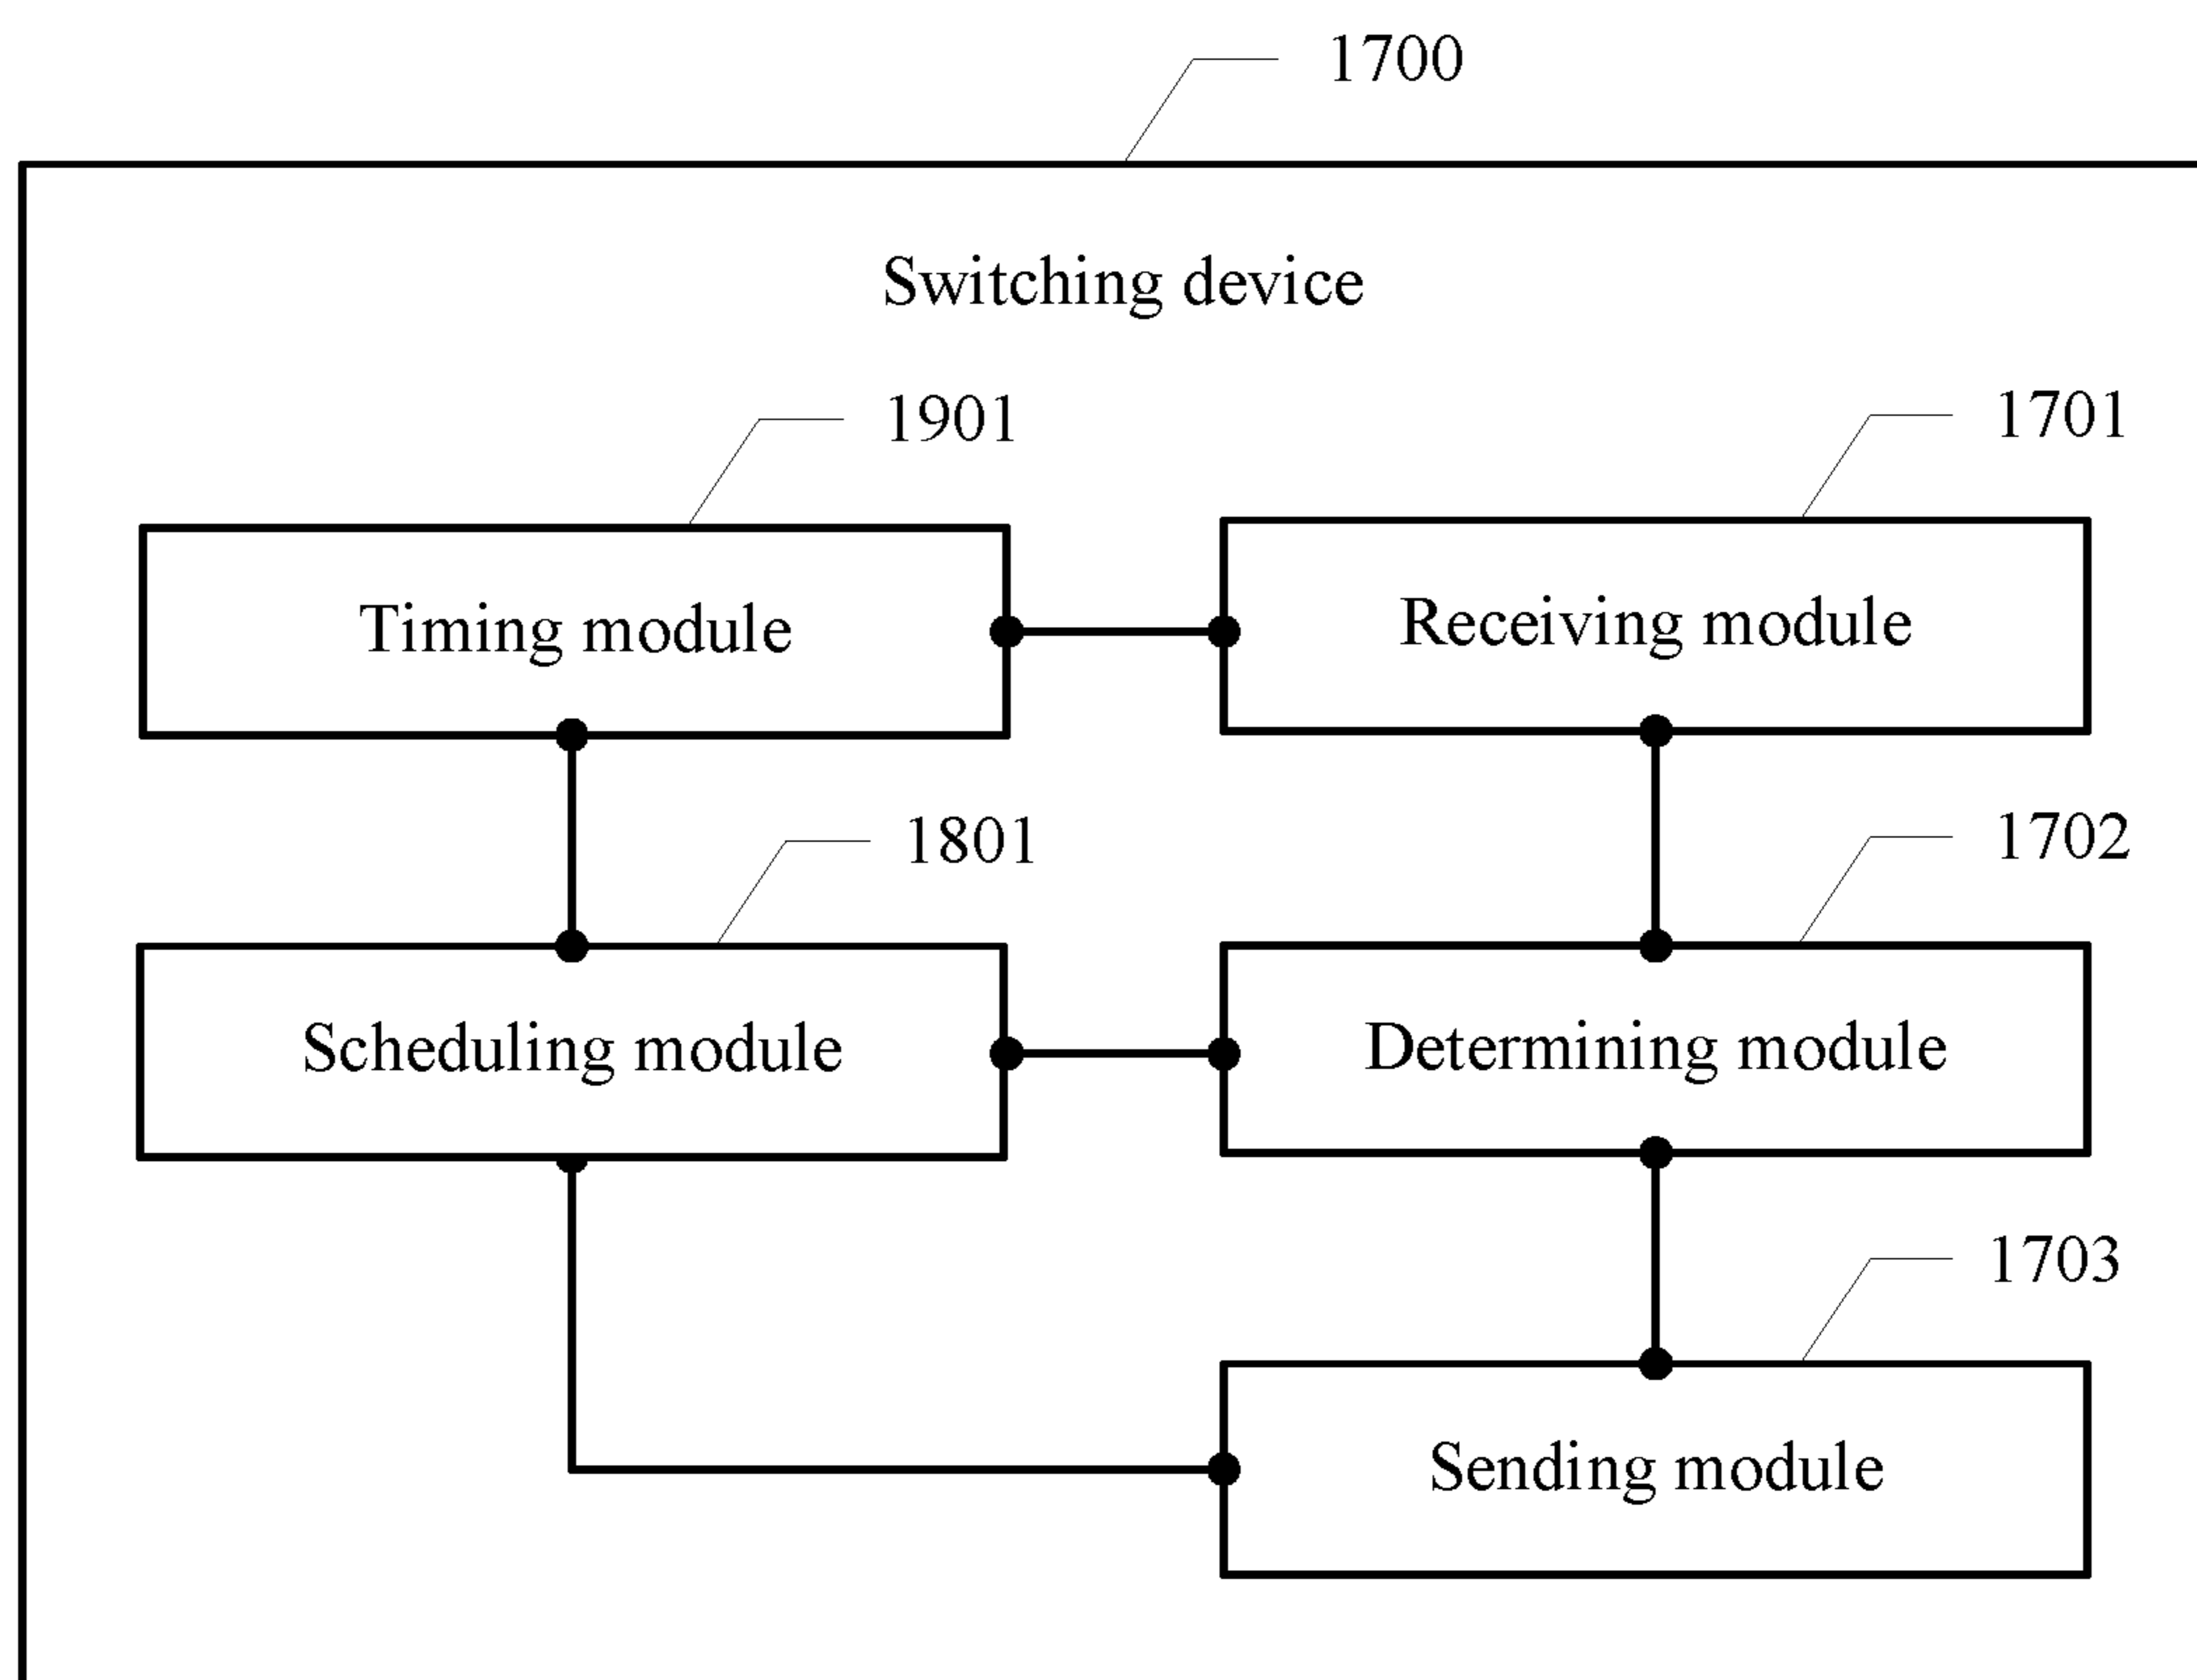 1700
Switching device
1901
1701
Timing module
Receiving module
1801
1702
Scheduling module
Determining module
1703
Sending module